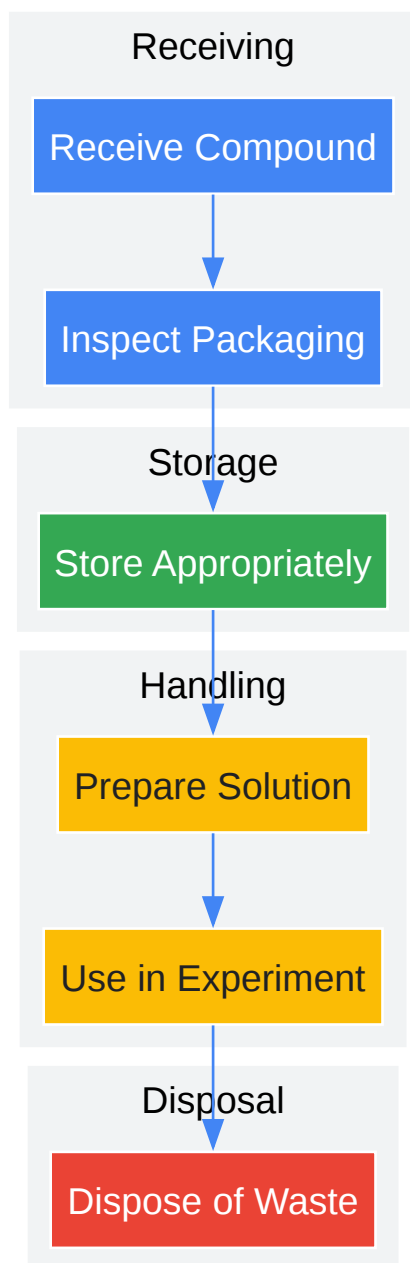 Receiving
Receive Compound
Inspect Packaging
Storage
Store Appropriately
Handling
Prepare Solution
Use in Experiment
Disposal
Dispose of Waste